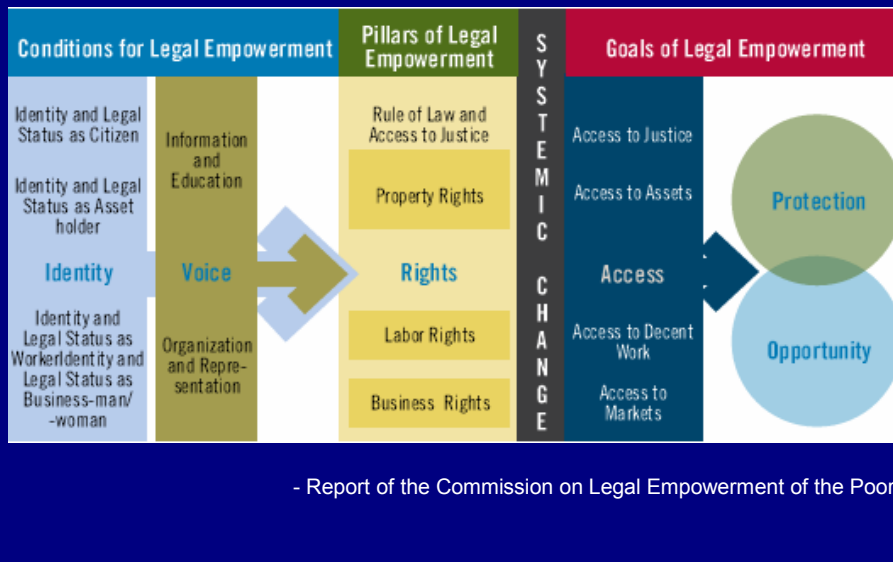 Conditions for Legal Empowerment
Pillars of Legal
Empowerment
SYSTEMIC CHANGE
Goals of Legal Empowerment
Identity and Legal
Status as Citizen
Identity and Legal
Status as Asset
holder
Identity
Identity and
Legal Status as
WorkerIdentity and
Legal Status as
Business-man/
-woman
Information
and
Education
Voice
Organization
and Repre-
sentation
Rule of Law and
Access to Justice
Property Rights
Rights
Labor Rights
Business Rights
Access to Justice
Access to Assets
Access
Access to Decent
Work
Access to
Markets
Protection
Opportunity
- Report of the Commission on Legal Empowerment of the Poor